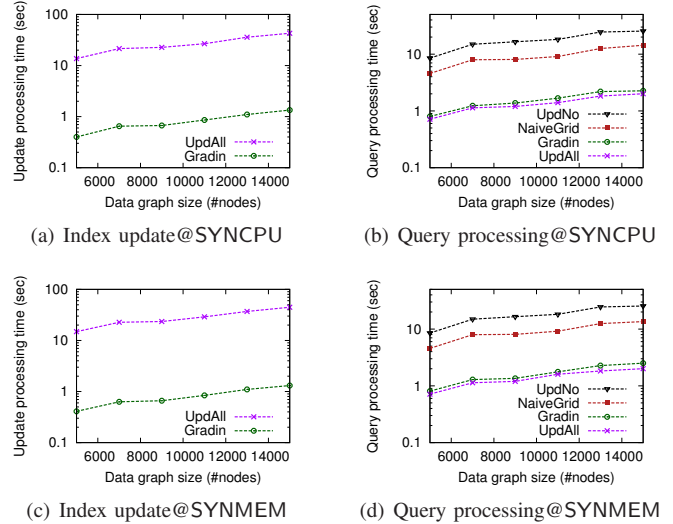 Update processing time (sec)
100
10
1
0.1
UpdAll
Gradin
6000 8000 10000 12000 14000
Data graph size (#nodes)
(a) Index update@SYNCPU
Query processing time (sec)
10
1
0.1
UpdNo
NaiveGrid
Gradin
UpdAll
6000 8000 10000 12000 14000
Data graph size (#nodes)
(b) Query processing@SYNCPU
Update processing time (sec)
100
10
1
0.1
UpdAll
Gradin
6000 8000 10000 12000 14000
Data graph size (#nodes)
(c) Index update@SYNMEM
Query processing time (sec)
10
1
0.1
UpdNo
NaiveGrid
Gradin
UpdAll
6000 8000 10000 12000 14000
Data graph size (#nodes)
(d) Query processing@SYNMEM